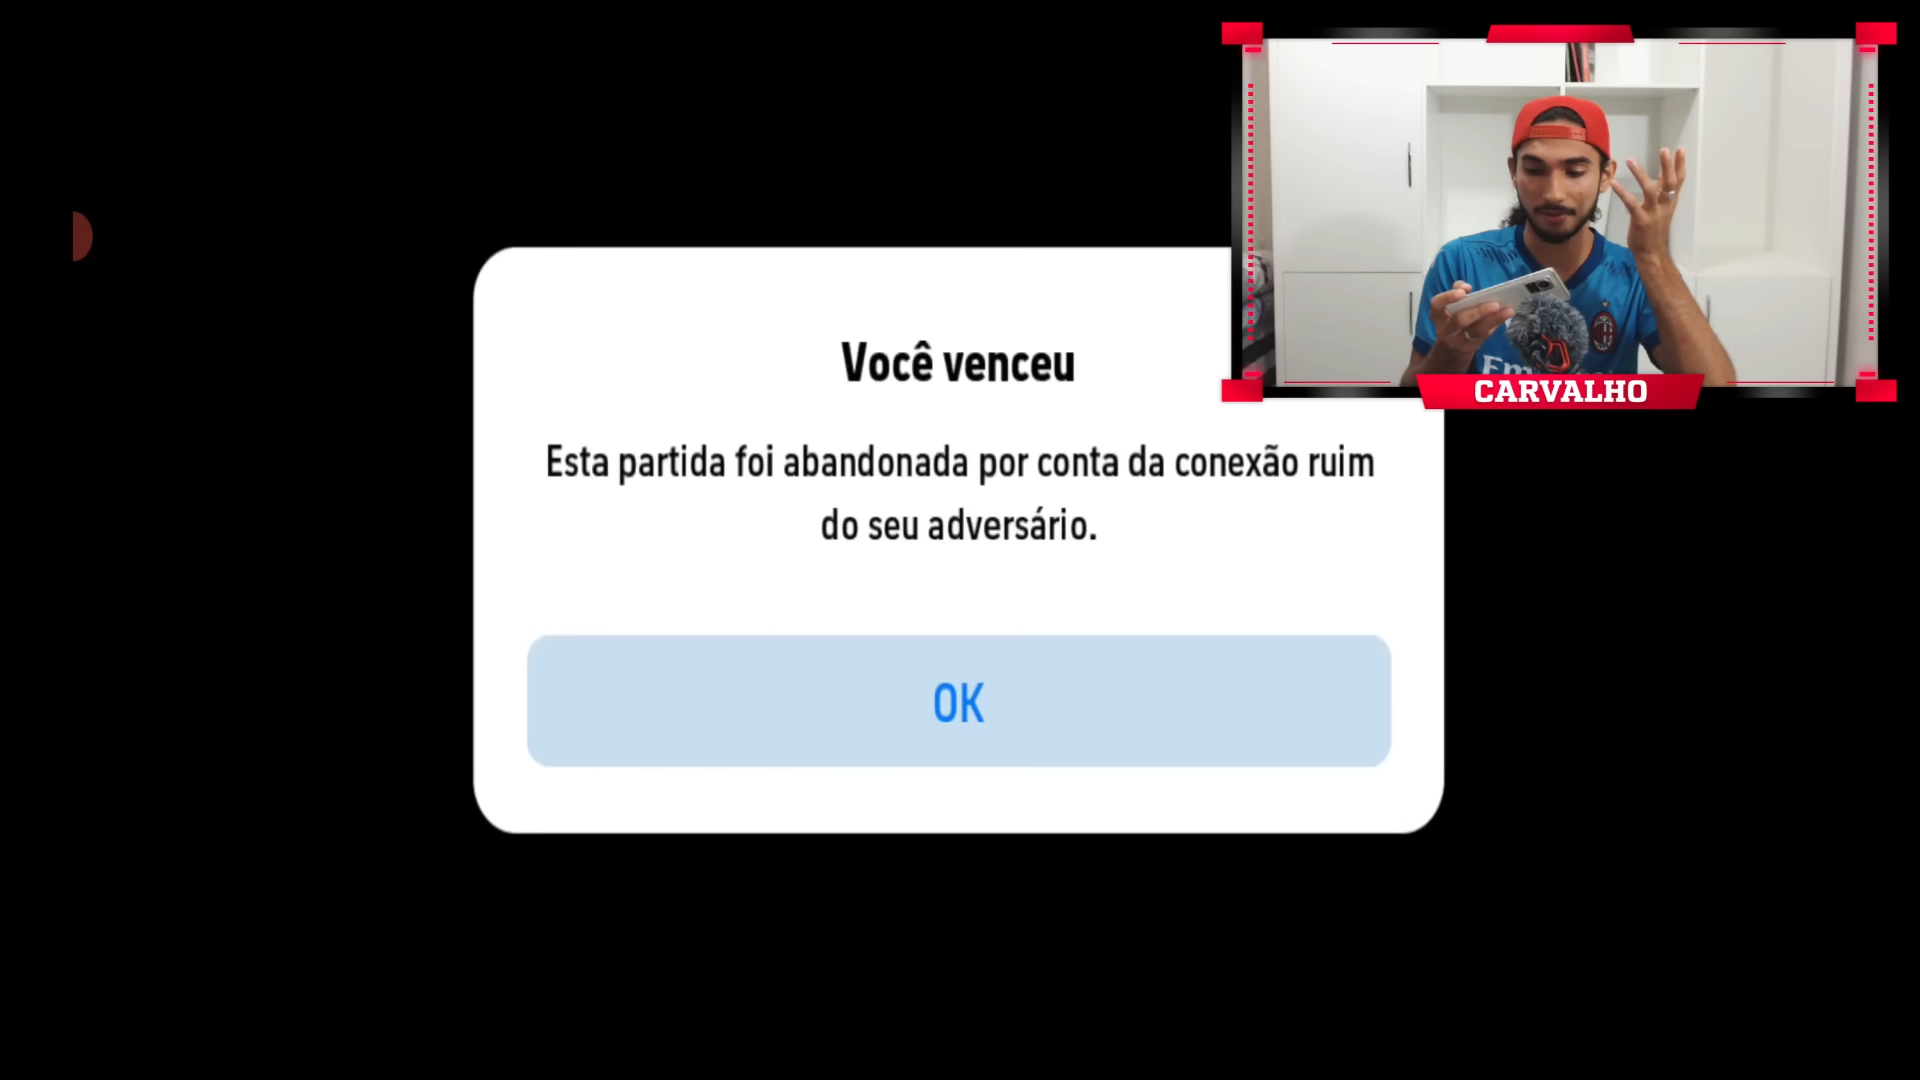 Você venceu
Esta partida foi abandonada por conta da conexão ruim
do seu adversário.
OK
CARVALHO